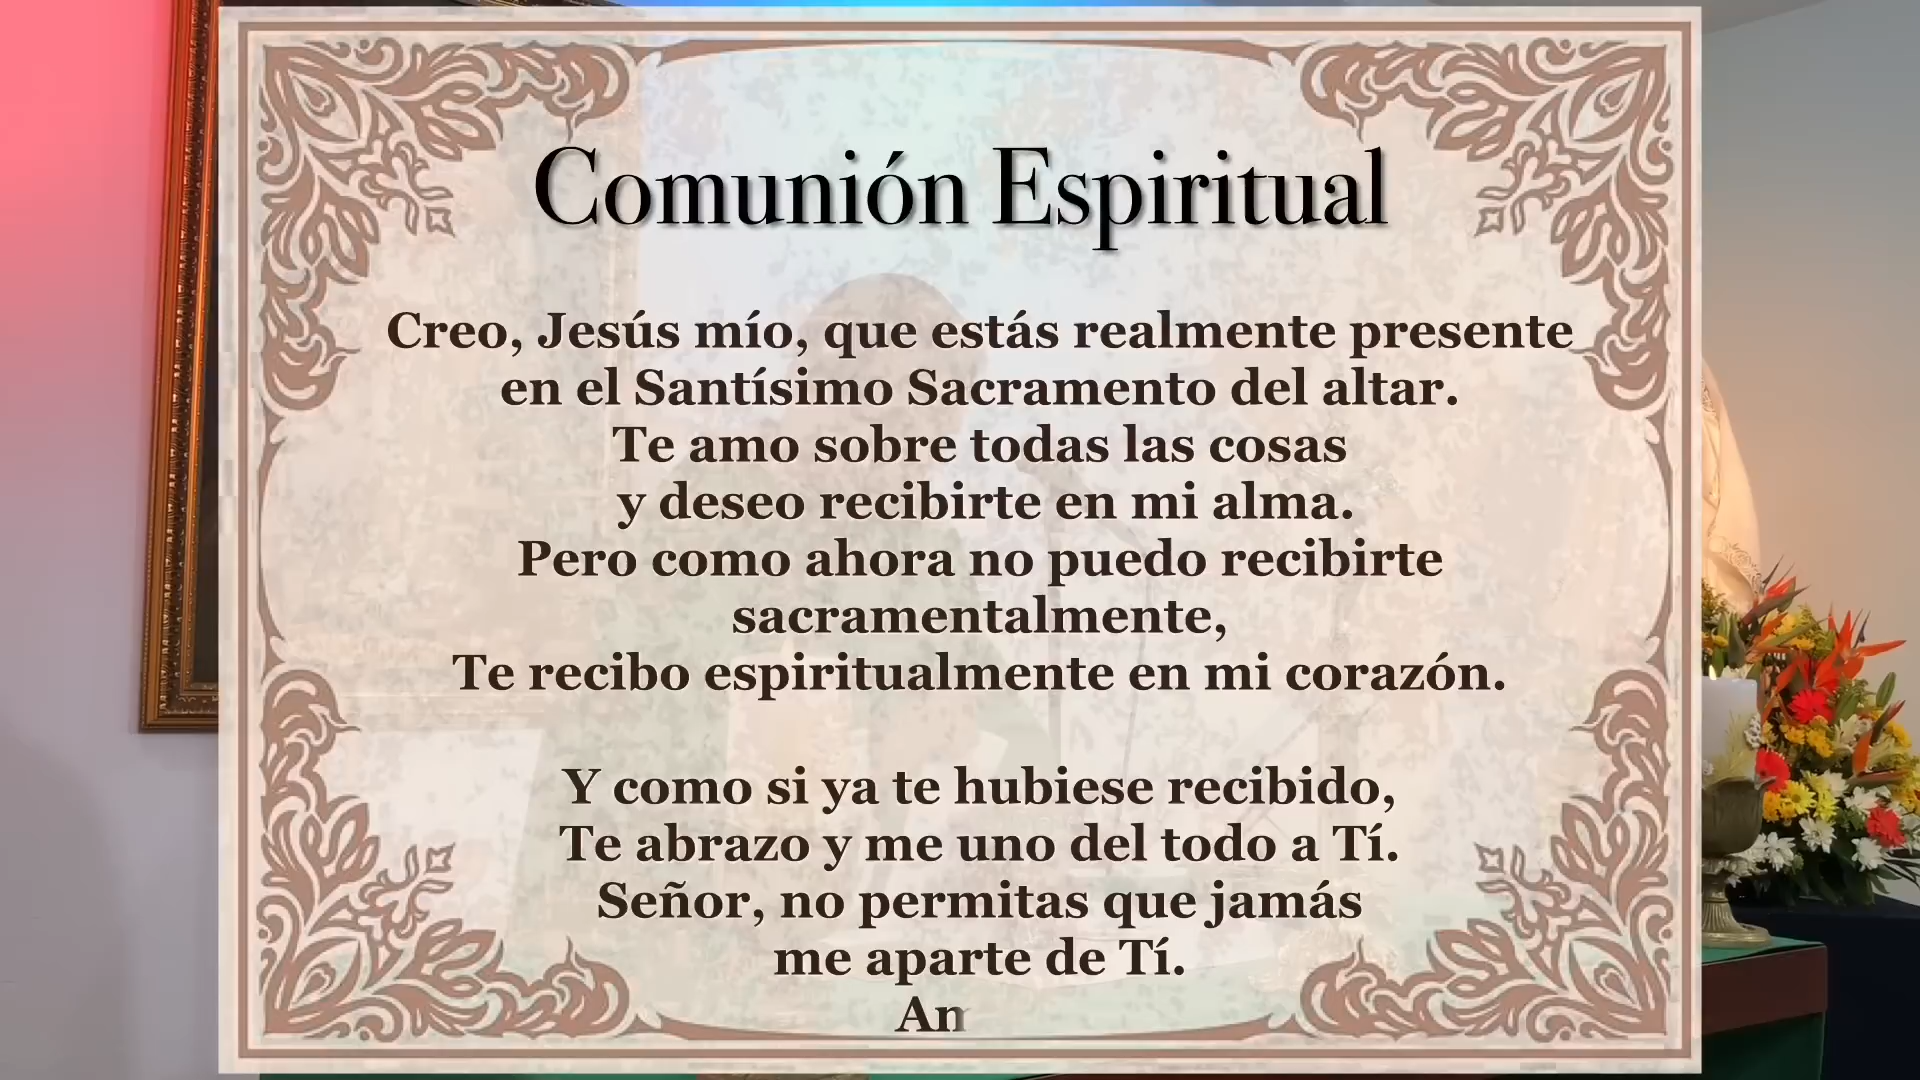 Comunión Espiritual
Creo, Jesús mío, que estás realmente presente
en el Santísimo Sacramento del altar.
Te amo sobre todas las cosas
y deseo recibirte en mi alma.
Pero como ahora no puedo recibirte
sacramentalmente,
Te recibo espiritualmente en mi corazón.
Y como si ya te hubiese recibido,
Te abrazo y me uno del todo a Tí.
Señor, no permitas que jamás
me aparte de Tí.